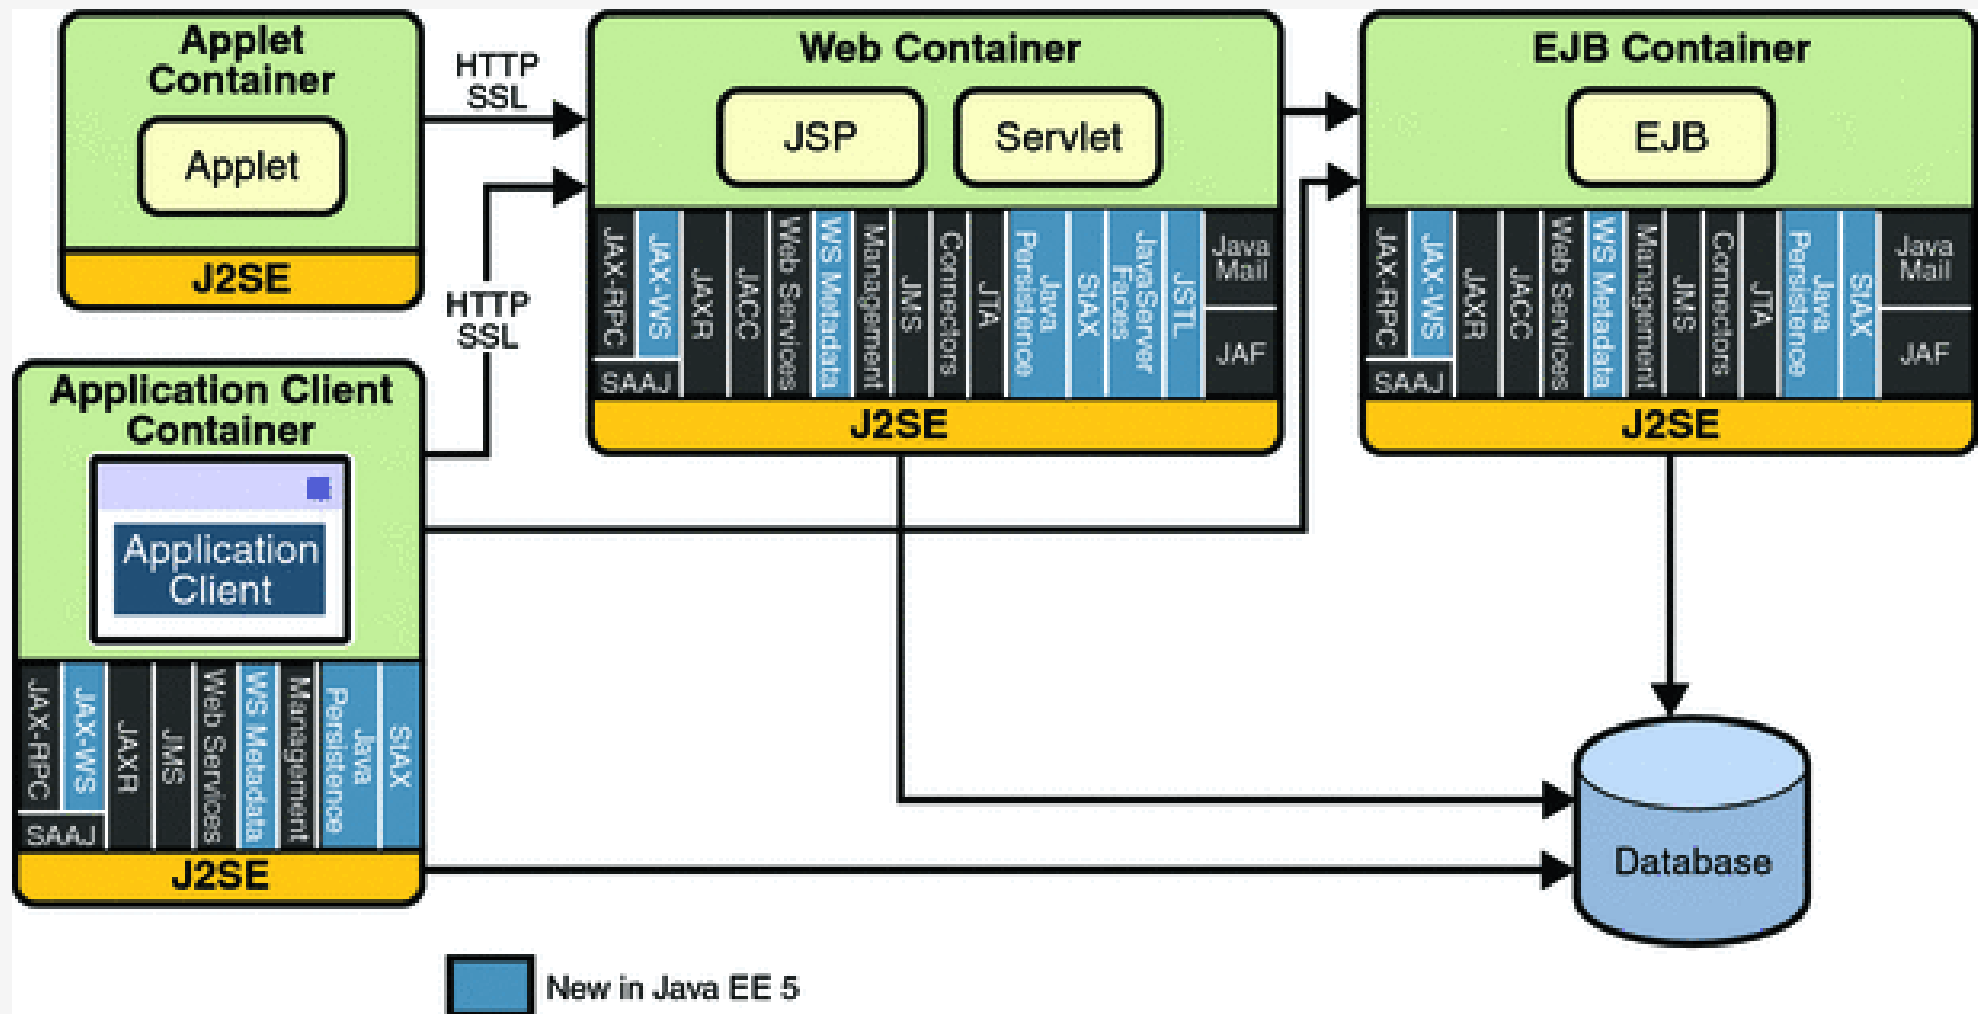 Applet
Container
Applet
J2SE
HTTP
SSL
HTTP
SSL
Web Container
JSP
Servlet
JAX-RPC
JAX-WS
SAAJ
JAXR
JACC
Web Services
WS Metadata
Management
JMS
Connectors
JTA
Java
Persistence
StAX
JavaServer
Faces
JSTL
Java
Mail
JAF
J2SE
EJB Container
EJB
JAX-RPC
JAX-WS
SAAJ
JAXR
JACC
Web Services
WS Metadata
Management
JMS
Connectors
JTA
Java
Persistence
StAX
Java
Mail
JAF
J2SE
Application Client
Container
Application
Client
JAX-RPC
JAX-WS
SAAJ
JAXR
JMS
Web Services
WS Metadata
Management
Java
Persistence
StAX
J2SE
Database
New in Java EE 5